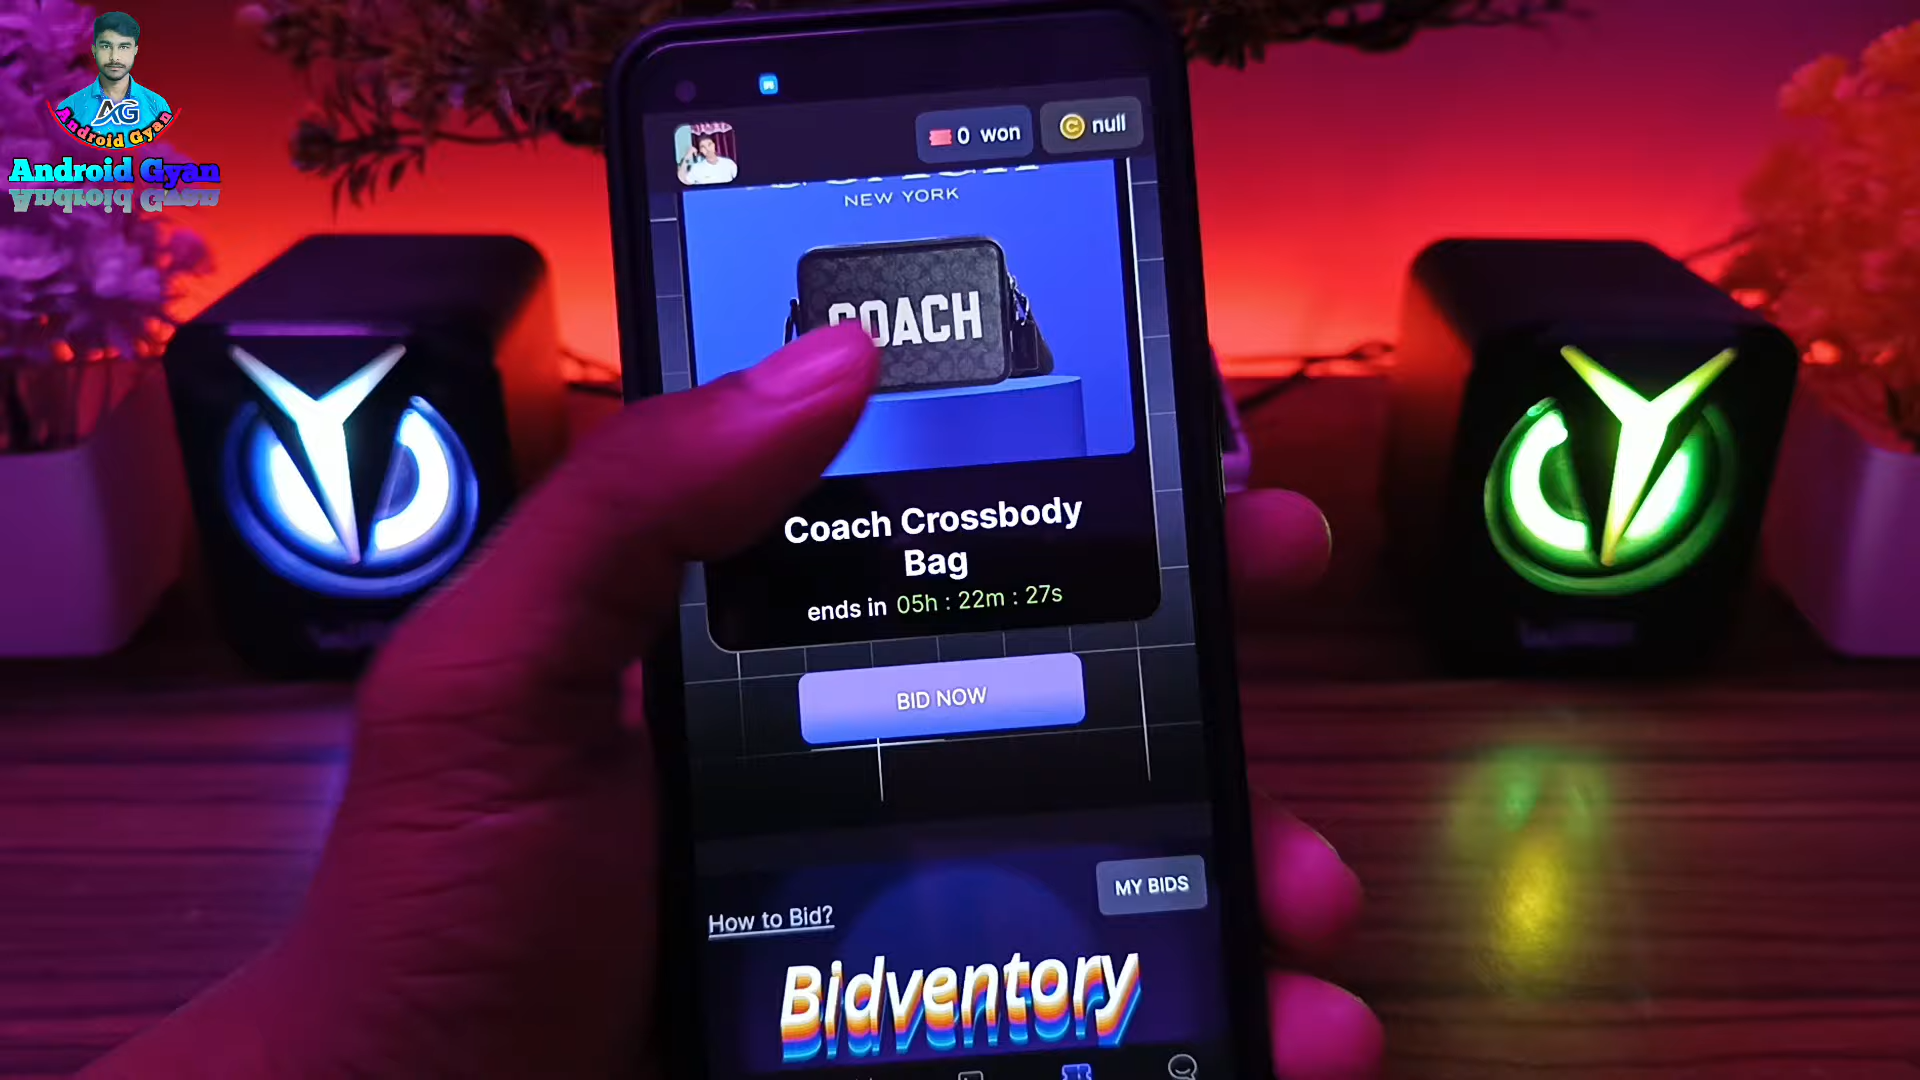 AG
Android Gyan
Android Gyan
0 won
null
NEW YORK
COACH
Coach Crossbody
Bag
ends in 05h : 22m : 27s
BID NOW
MY BIDS
How to Bid?
Bidventory